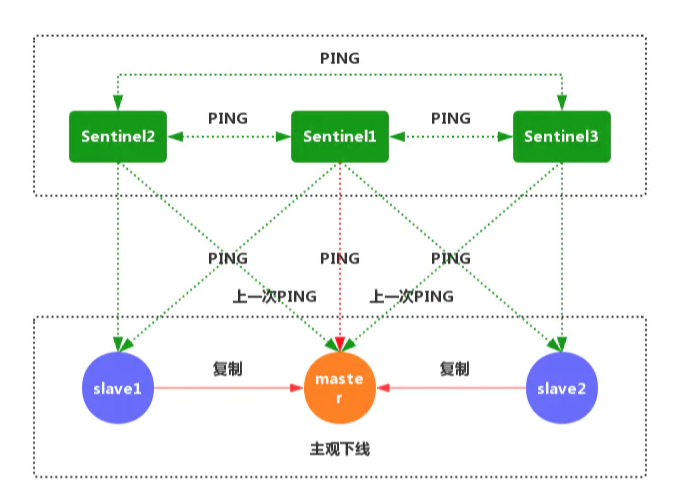 PING
PING
PING
Sentinel2
Sentinel1
Sentinel3
PING
PING
PING
上一次PING
上一次PING
复制
复制
slave1
maste
r
slave2
主观下线